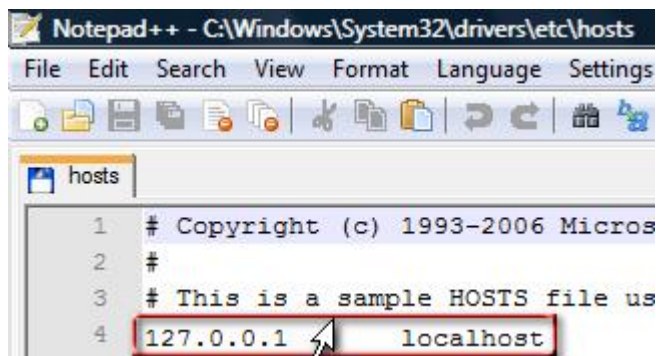 Notepad++ - C:\Windows\System32\drivers\etc\hosts
File Edit Search View Format Language Settings
hosts
1 # Copyright (c) 1993-2006 Micros
2 #
3 # This is a sample HOSTS file us
4 127.0.0.1 localhost